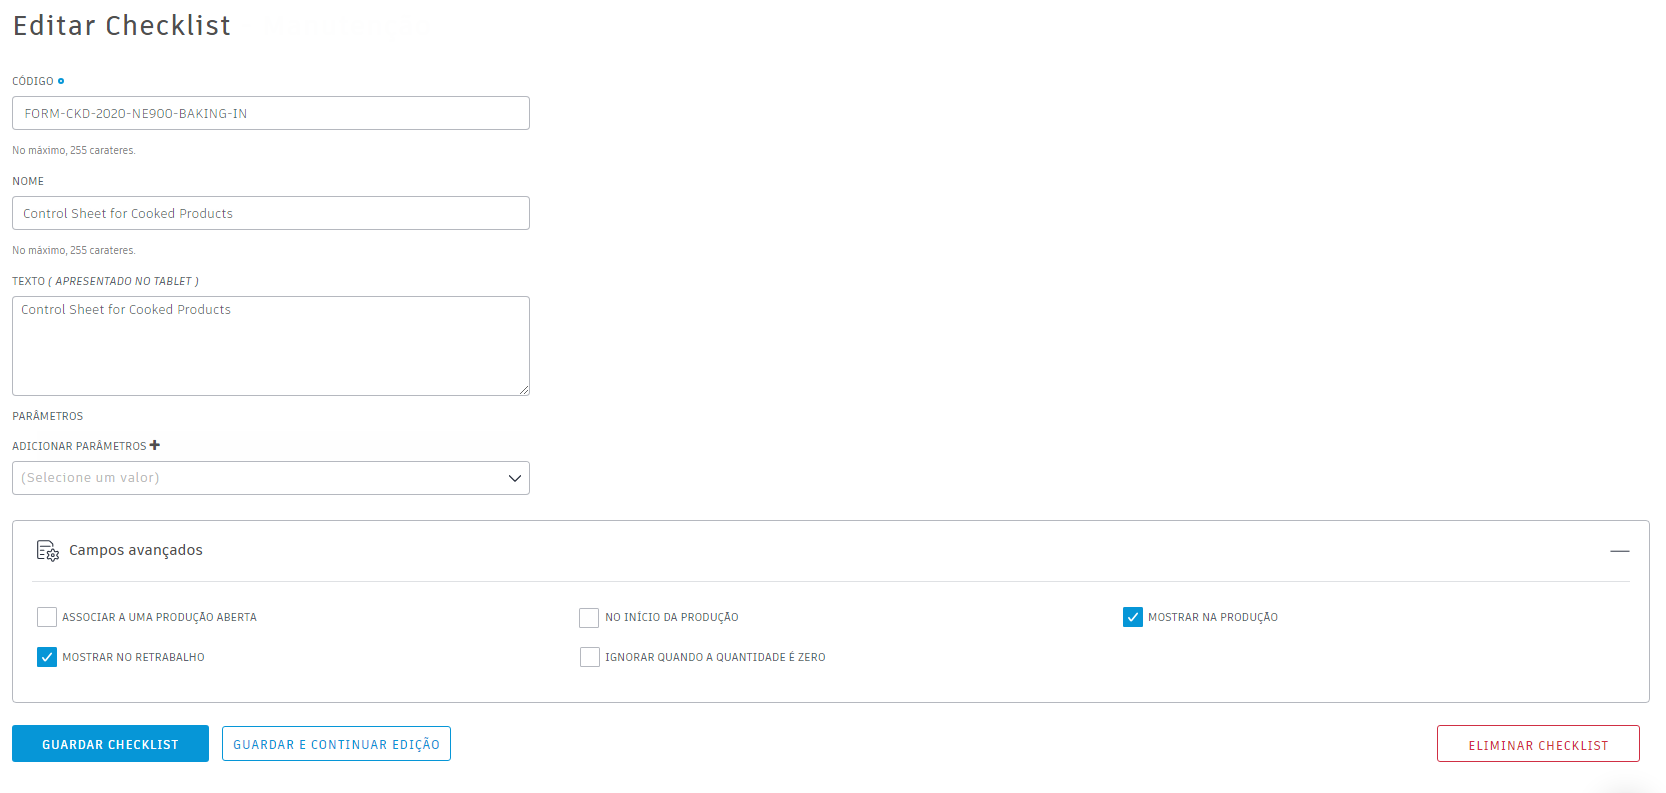 Editar Checklist
CÓDIGO
FORM-CKD-2020-NE900-BAKING-IN
No máximo, 255 carateres.
NOME
Control Sheet for Cooked Products
No máximo, 255 carateres.
TEXTO ( APRESENTADO NO TABLET )
Control Sheet for Cooked Products
PARÂMETROS
ADICIONAR PARÂMETROS +
(Selecione um valor)
Campos avançados
ASSOCIAR A UMA PRODUÇÃO ABERTA
NO INÍCIO DA PRODUÇÃO
MOSTRAR NA PRODUÇÃO
MOSTRAR NO RETRABALHO
IGNORAR QUANDO A QUANTIDADE É ZERO
GUARDAR CHECKLIST
GUARDAR E CONTINUAR EDIÇÃO
ELIMINAR CHECKLIST